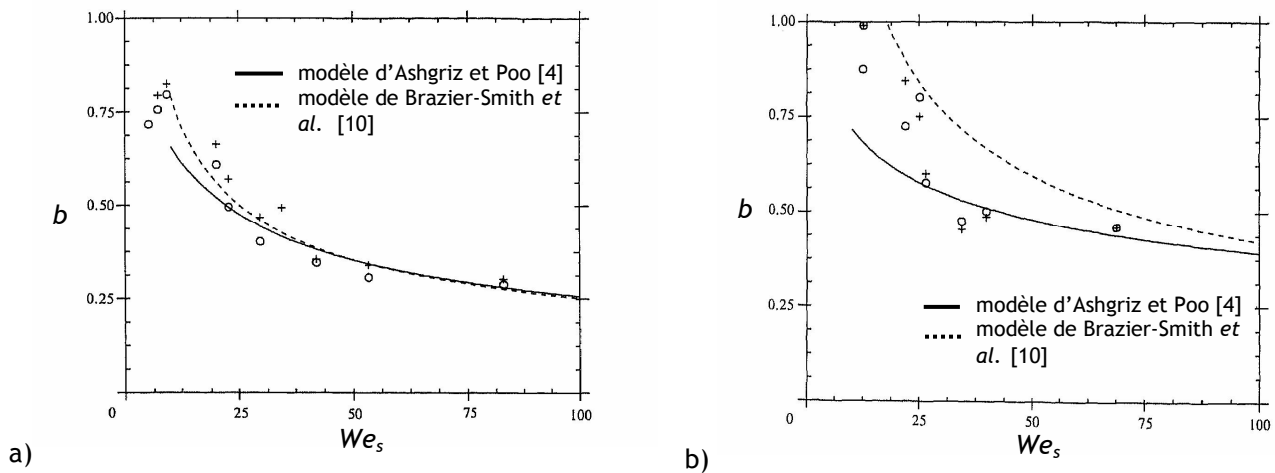 1.00
0.75
b 0.50
0.25
0 25 50 75 100
We_s
a)
modèle d'Ashgriz et Poo [4]
modèle de Brazier-Smith et
al. [10]
1.00
0.75
b 0.50
0.25
0 25 50 75 100
We_s
b)
modèle d'Ashgriz et Poo [4]
modèle de Brazier-Smith et
al. [10]